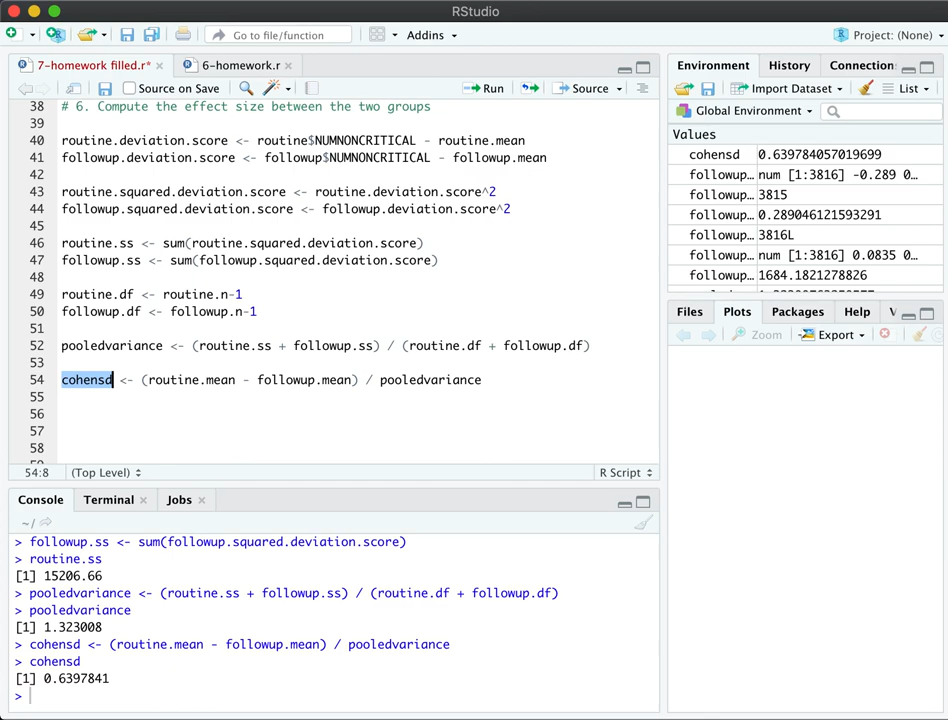 RStudio
Go to file/function
Addins
Project: (None)
7-homework filled.r*
6-homework.r
Source on Save
Run
Source
38 # 6. Compute the effect size between the two groups
39
40 routine.deviation.score <- routine$NUMNONCRITICAL - routine.mean
41 followup.deviation.score <- followup$NUMNONCRITICAL - followup.mean
42
43 routine.squared.deviation.score <- routine.deviation.score^2
44 followup.squared.deviation.score <- followup.deviation.score^2
45
46 routine.ss <- sum(routine.squared.deviation.score)
47 followup.ss <- sum(followup.squared.deviation.score)
48
49 routine.df <- routine.n-1
50 followup.df <- followup.n-1
51
52 pooledvariance <- (routine.ss + followup.ss) / (routine.df + followup.df)
53
54 cohensd <- (routine.mean - followup.mean) / pooledvariance
55
56
57
58
54:8 (Top Level) R Script
Console Terminal Jobs
~/
> followup.ss <- sum(followup.squared.deviation.score)
> routine.ss
[1] 15206.66
> pooledvariance <- (routine.ss + followup.ss) / (routine.df + followup.df)
> pooledvariance
[1] 1.323008
> cohensd <- (routine.mean - followup.mean) / pooledvariance
> cohensd
[1] 0.6397841
>
Environment History Connection
Import Dataset List
Global Environment
Values
cohensd 0.639784057019699
followup… num [1:3816] -0.289 0…
followup… 3815
followup… 0.289046121593291
followup… 3816L
followup… num [1:3816] 0.0835 0…
followup… 1684.1821278826
Files Plots Packages Help V
Zoom Export